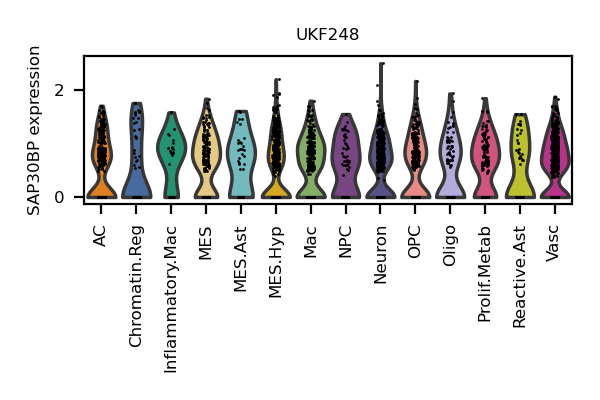 UKF248
SAP30BP expression
2
0
AC
Chromatin.Reg
Inflammatory.Mac
MES
MES.Ast
MES.Hyp
Mac
NPC
Neuron
OPC
Oligo
Prolif.Metab
Reactive.Ast
Vasc